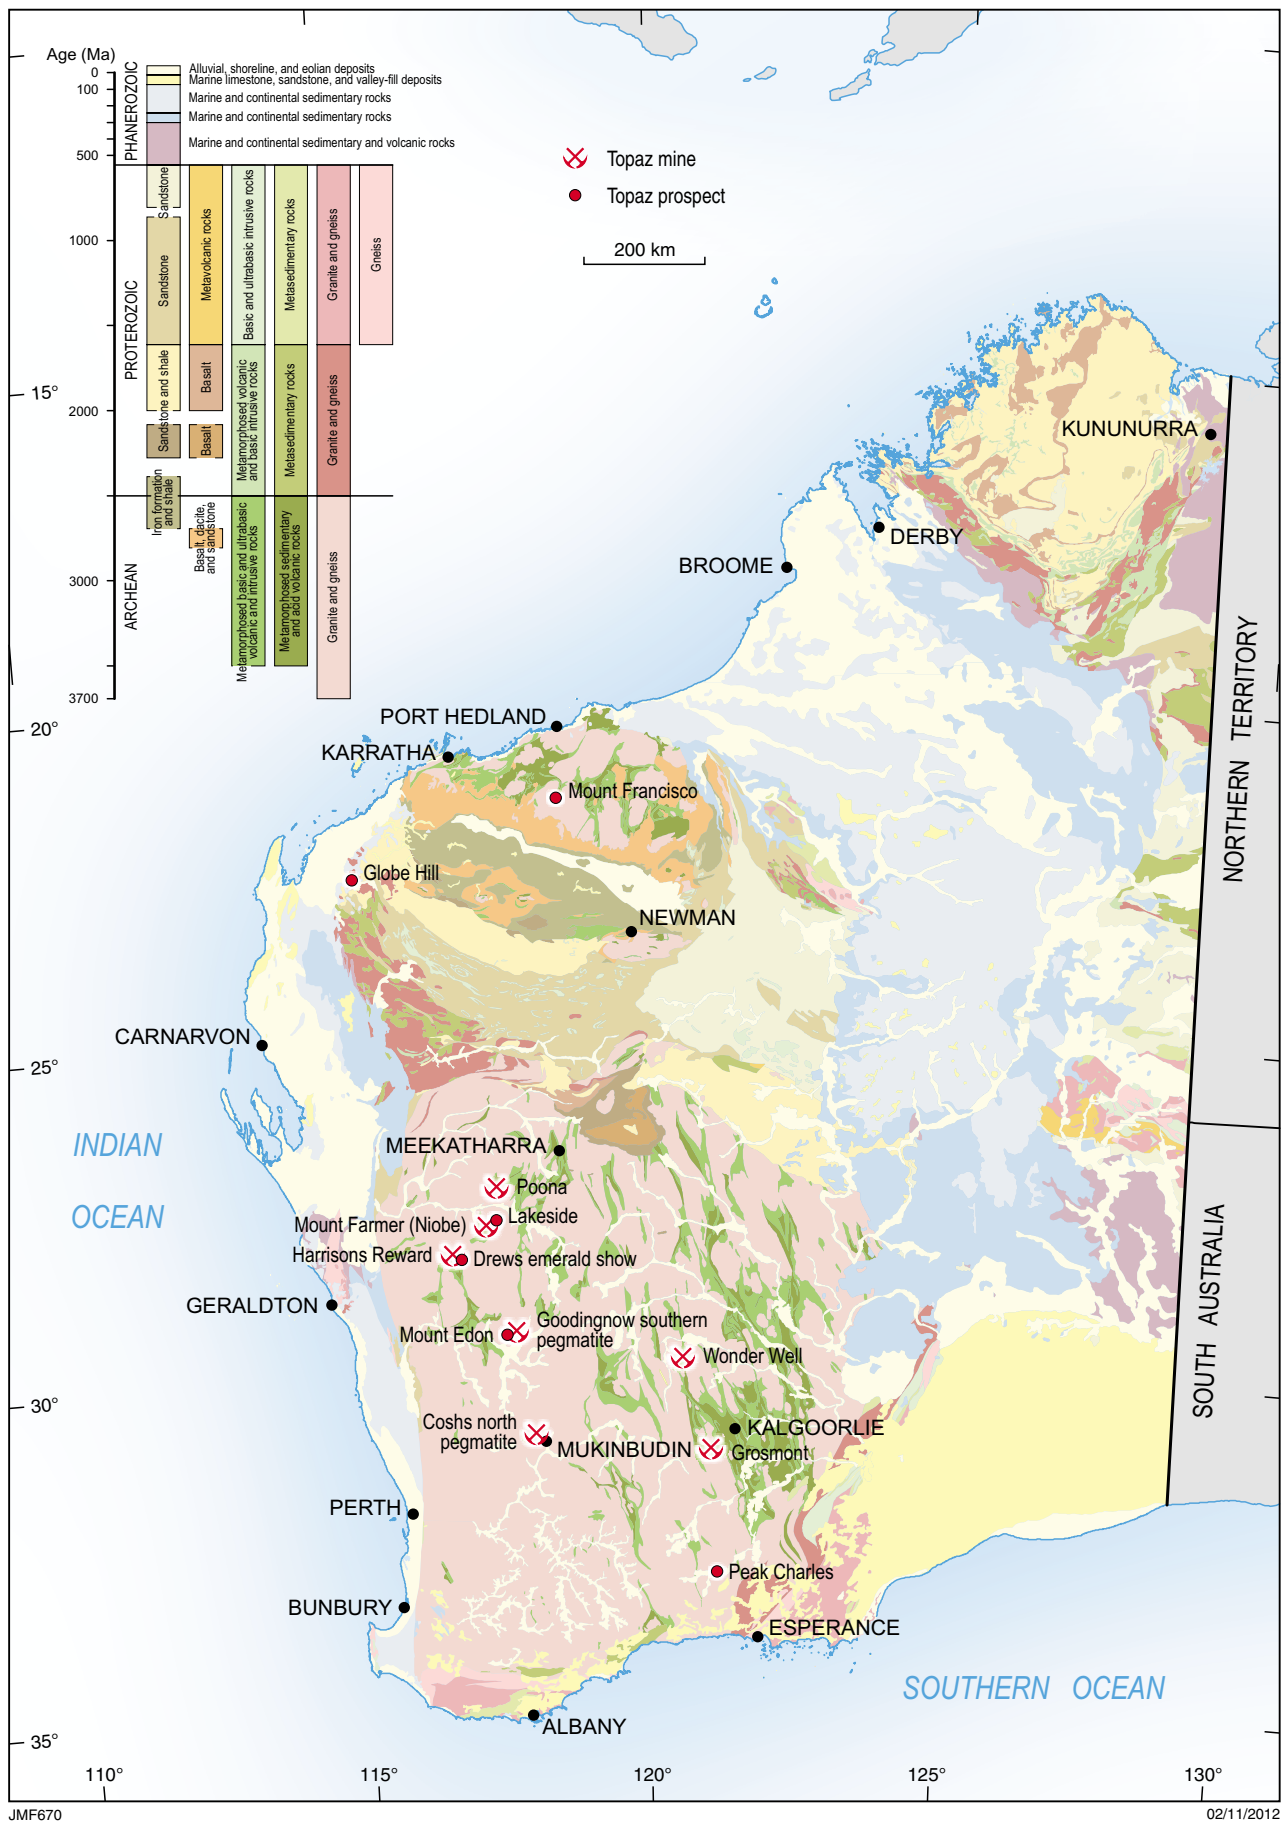 Age (Ma)
0
100
500
1000
2000
3000
3700
PHANEROZOIC
PROTEROZOIC
ARCHEAN
Alluvial, shoreline, and eolian deposits
Marine limestone, sandstone, and valley-fill deposits
Marine and continental sedimentary rocks
Marine and continental sedimentary rocks
Marine and continental sedimentary and volcanic rocks
Sandstone
Sandstone
Sandstone and shale
Iron formation
and shale
Metavolcanic rocks
Basalt
Basalt
Basalt, dacite,
and sandstone
Basic and ultrabasic intrusive rocks
Metamorphosed volcanic
and basic intrusive rocks
Metamorphosed basic and ultrabasic
volcanic and intrusive rocks
Metasedimentary rocks
Metasedimentary rocks
Metamorphosed sedimentary
and acid volcanic rocks
Granite and gneiss
Granite and gneiss
Granite and gneiss
Gneiss
Topaz mine
Topaz prospect
200 km
15°
KUNUNURRA
DERBY
BROOME
NORTHERN TERRITORY
PORT HEDLAND
20°
KARRATHA
Mount Francisco
Globe Hill
NEWMAN
CARNARVON
25°
INDIAN
OCEAN
MEEKATHARRA
Poona
Lakeside
Mount Farmer (Niobe)
Harrisons Reward
Drews emerald show
GERALDTON
SOUTH AUSTRALIA
Goodingnow southern
pegmatite
Mount Edon
Wonder Well
30°
Coshs north
pegmatite
KALGOORLIE
MUKINBUDIN
Grosmont
PERTH
Peak Charles
BUNBURY
ESPERANCE
SOUTHERN OCEAN
ALBANY
35°
110°
115°
120°
125°
130°
JMF670
02/11/2012